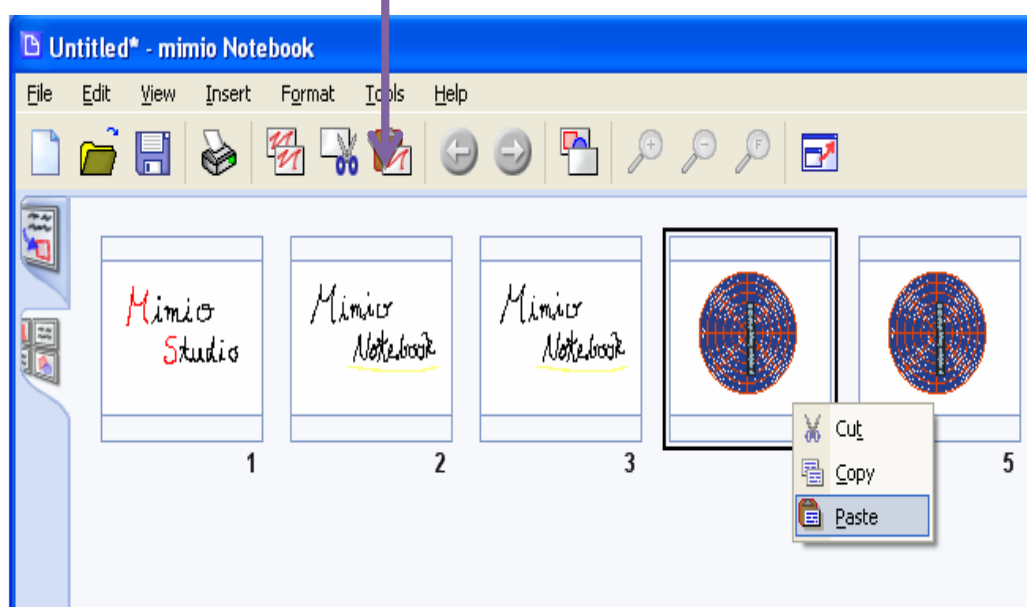 Untitled* - mimio Notebook
File Edit View Insert Format Tools Help
Mimio
Studio
Mimio
Notebook
Mimio
Notebook
1 2 3 5
Cut
Copy
Paste